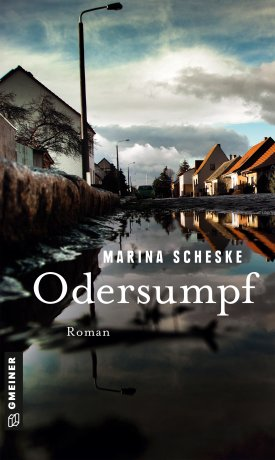 MARINA SCHESKE
Odersumpf
Roman
GMEINER